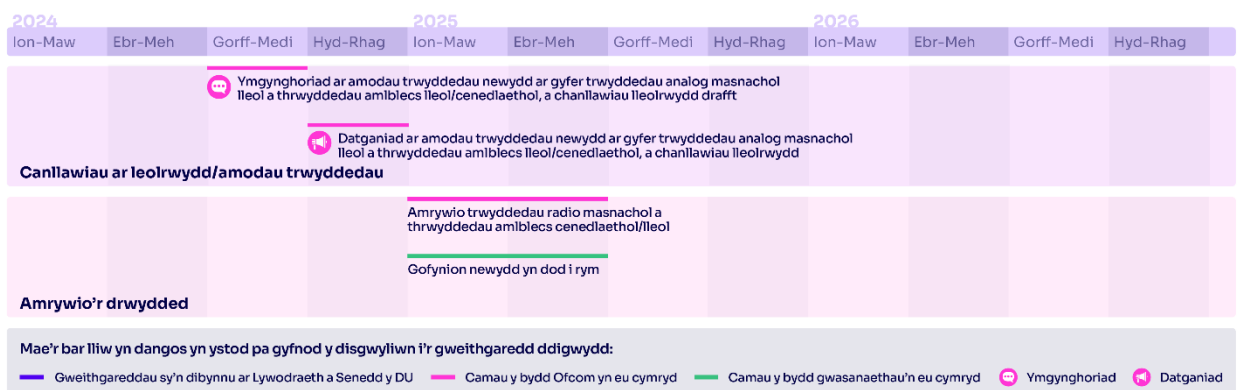 2024 2025 2026
Ion-Maw Ebr-Meh Gorff-Medi Hyd-Rhag Ion-Maw Ebr-Meh Gorff-Medi Hyd-Rhag Ion-Maw Ebr-Meh Gorff-Medi Hyd-Rhag
Ymgynghoriad ar amodau trwyddedau newydd ar gyfer trwyddedau analog masnachol
lleol a thrwyddedau amlblecs lleol/cenedlaethol, a chanllawiau lleolrwydd drafft
Datganiad ar amodau trwyddedau newydd ar gyfer trwyddedau analog masnachol
lleol a thrwyddedau amlblecs lleol/cenedlaethol, a chanllawiau lleolrwydd
Canllawiau ar leolrwydd/amodau trwyddedau
Amrywio trwyddedau radio masnachol a
thrwyddedau amlblecs cenedlaethol/lleol
Gofynion newydd yn dod i rym
Amrywio'r drwydded
Mae'r bar lliw yn dangos yn ystod pa gyfnod y disgwyliwn i'r gweithgaredd ddigwydd:
Gweithgareddau sy'n dibynnu ar Lywodraeth a Senedd y DU Camau y bydd Ofcom yn eu cymryd Camau y bydd gwasanaethau'n eu cymryd Ymgynghoriad Datganiad